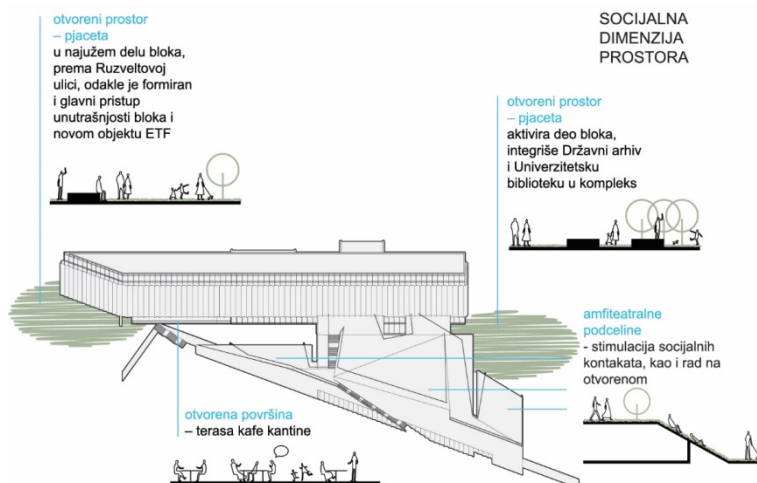 otvoreni prostor
– pjaceta
u najužem delu bloka,
prema Ruzveltovoj
ulici, odakle je formiran
i glavni pristup
unutrašnjosti bloka i
novom objektu ETF
SOCIJALNA
DIMENZIJA
PROSTORA
otvoreni prostor
– pjaceta
aktivira deo bloka,
integriše Državni arhiv
i Univerzitetsku
biblioteku u kompleks
amfiteatralne
podceline
- stimulacija socijalnih
kontakata, kao i rad na
otvorenom
otvorena površina
– terasa kafe kantine